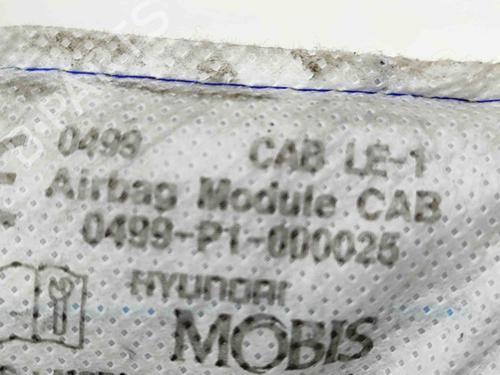 0499 CAB LE-1
Airbag Module CAB
0499-P1-000025
HYUNDAI
MOBIS